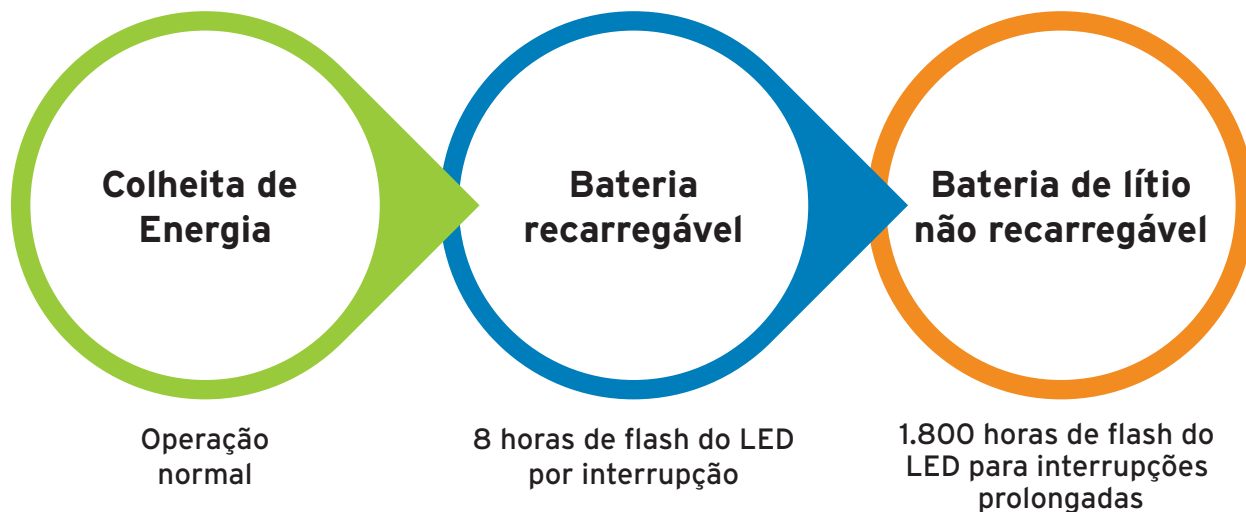 Colheita de
Energia
Bateria
recarregável
Bateria de lítio
não recarregável
Operação
normal
8 horas de flash do LED
por interrupção
1.800 horas de flash do
LED para interrupções
prolongadas